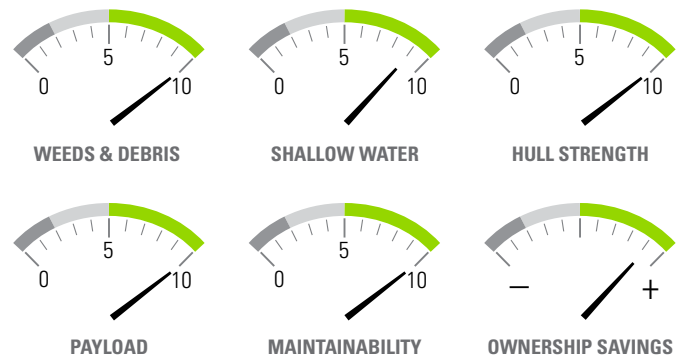 0 5 10 0 5 10 0 5 10
WEEDS & DEBRIS SHALLOW WATER HULL STRENGTH
0 5 10 0 5 10 − +
PAYLOAD MAINTAINABILITY OWNERSHIP SAVINGS